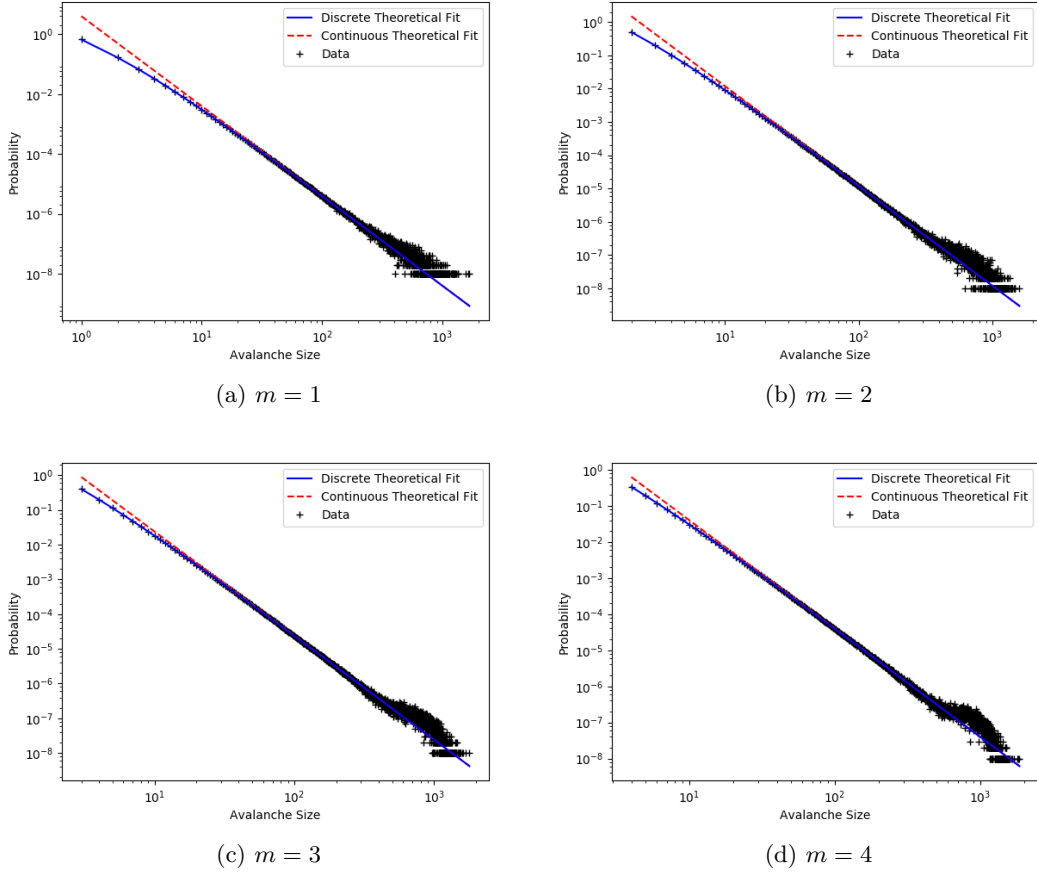 Discrete Theoretical Fit
Continuous Theoretical Fit
Data
Probability
10^0
10^-2
10^-4
10^-6
10^-8
10^0
10^1
10^2
10^3
Avalanche Size
(a) m = 1
Discrete Theoretical Fit
Continuous Theoretical Fit
Data
Probability
10^0
10^-1
10^-2
10^-3
10^-4
10^-5
10^-6
10^-7
10^-8
10^1
10^2
10^3
Avalanche Size
(b) m = 2
Discrete Theoretical Fit
Continuous Theoretical Fit
Data
Probability
10^0
10^-1
10^-2
10^-3
10^-4
10^-5
10^-6
10^-7
10^-8
10^1
10^2
10^3
Avalanche Size
(c) m = 3
Discrete Theoretical Fit
Continuous Theoretical Fit
Data
Probability
10^0
10^-1
10^-2
10^-3
10^-4
10^-5
10^-6
10^-7
10^-8
10^1
10^2
10^3
Avalanche Size
(d) m = 4